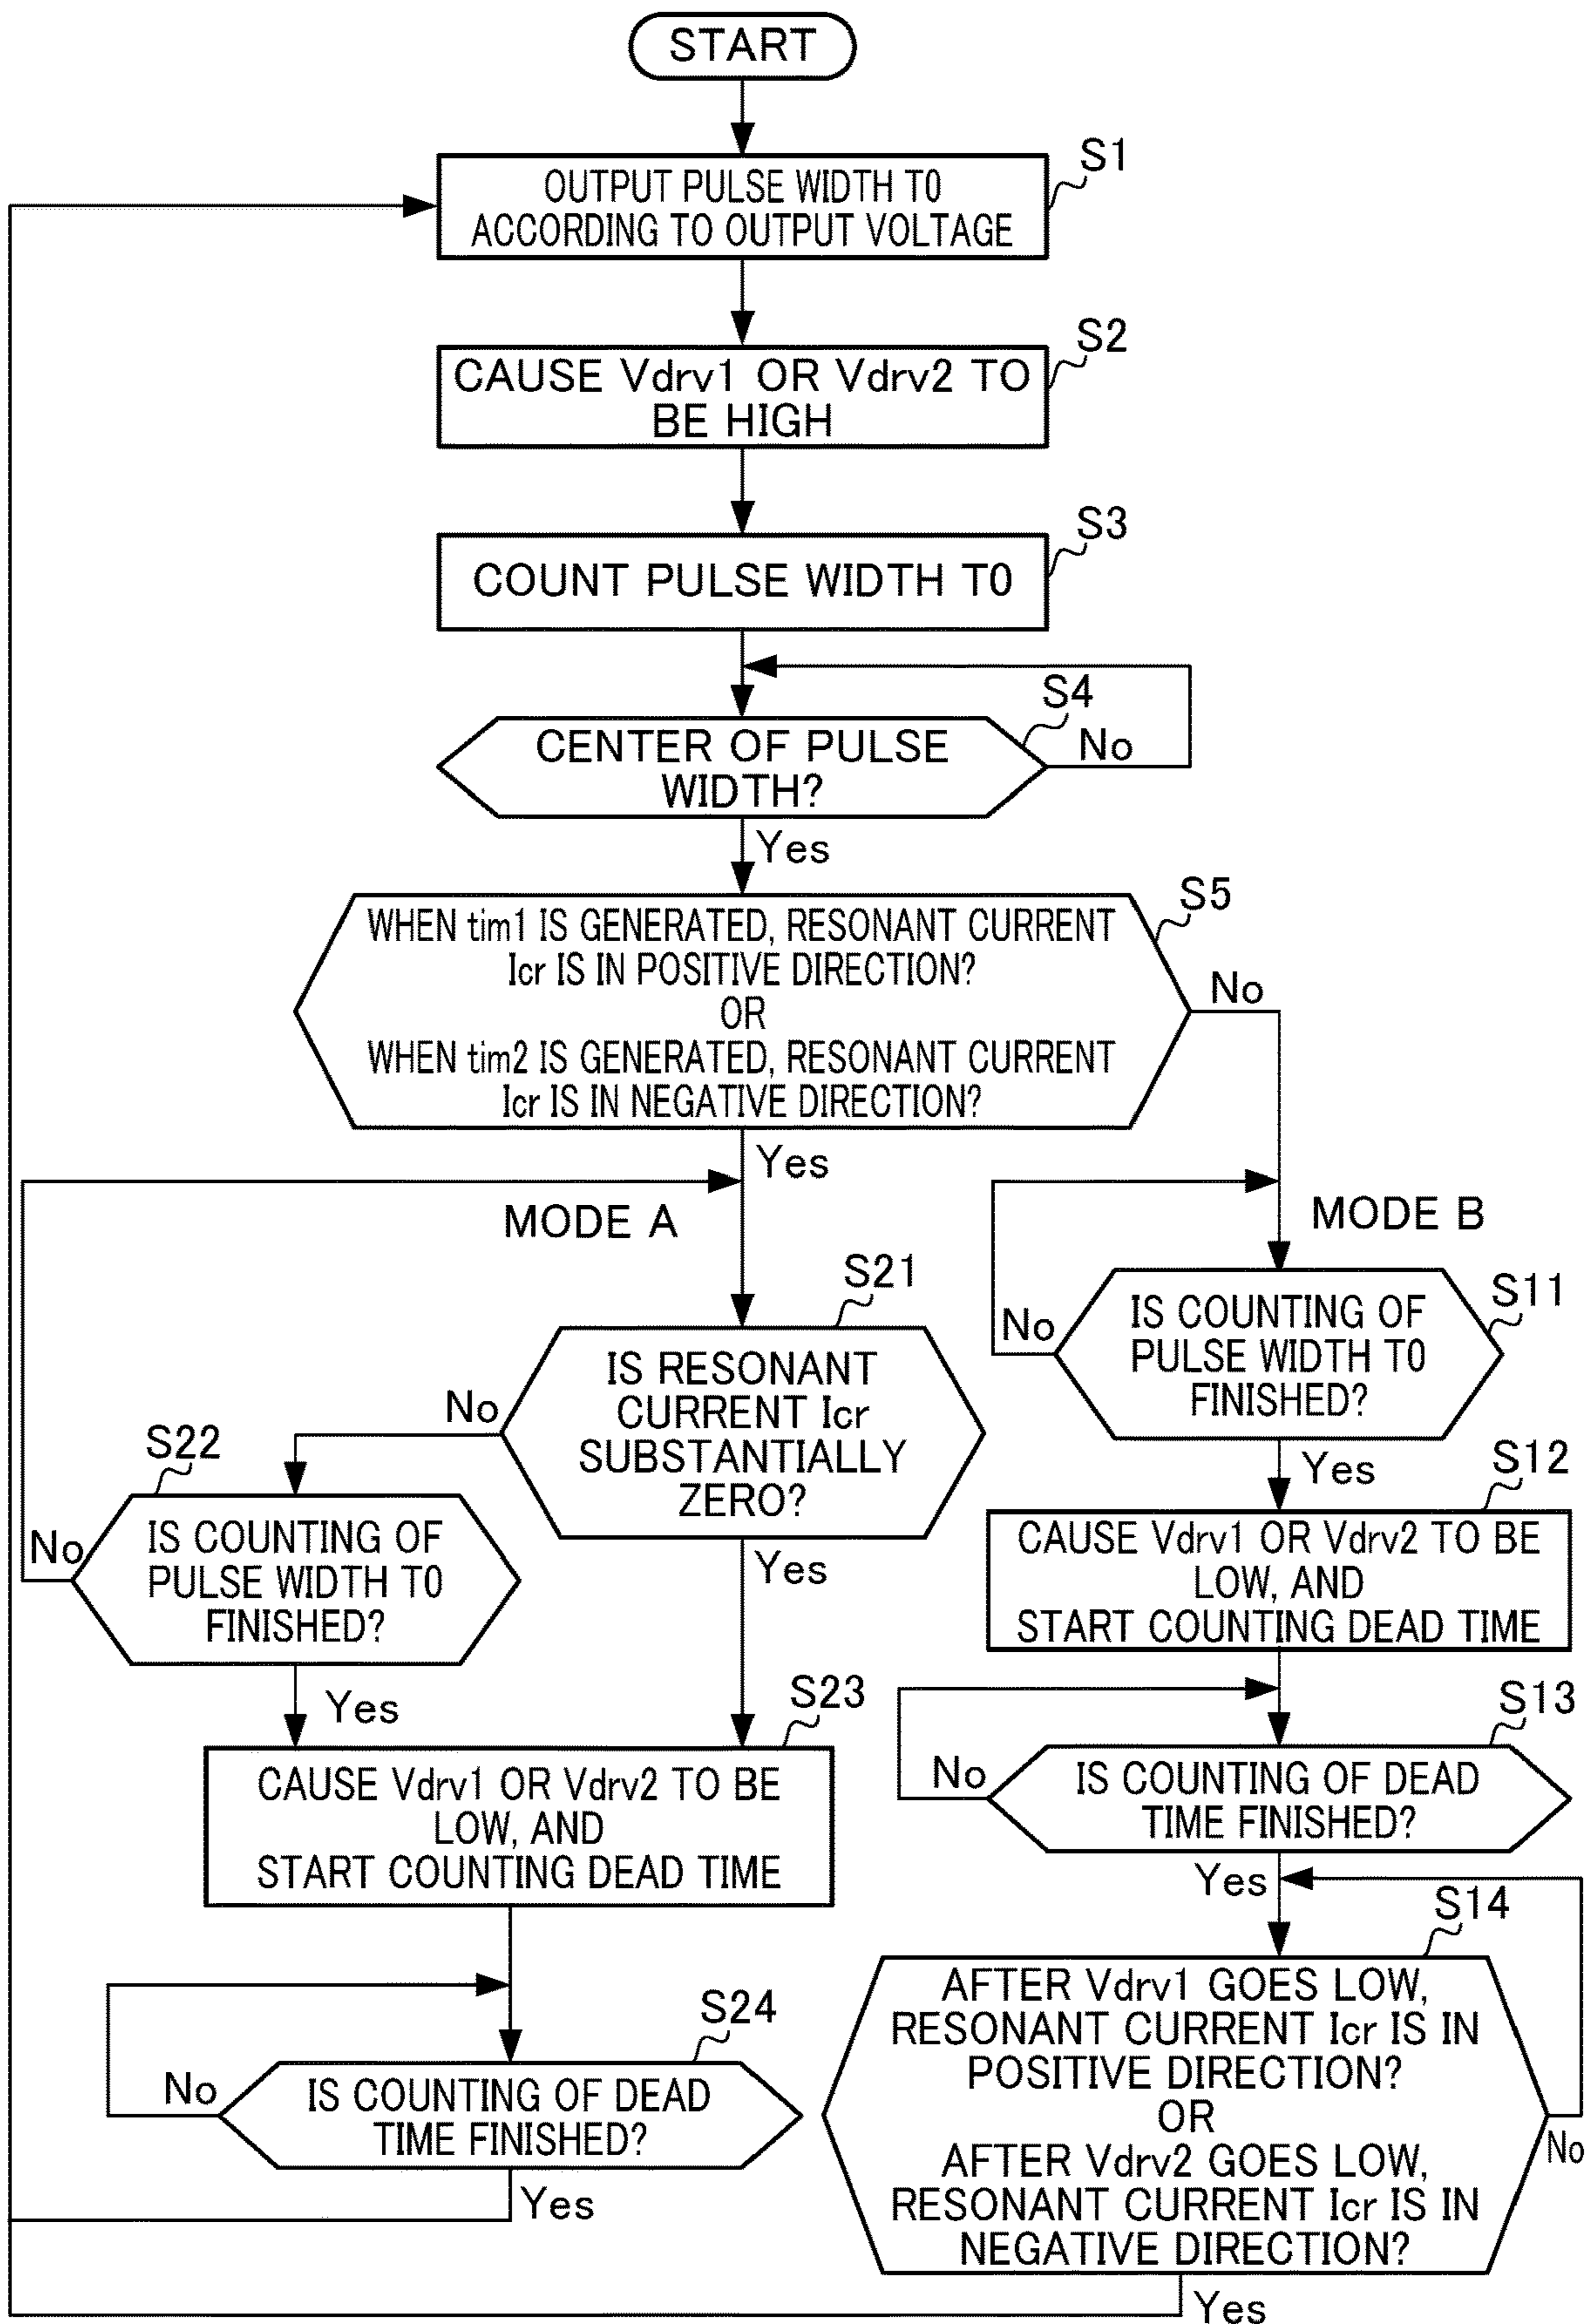 START
S1
OUTPUT PULSE WIDTH T0
ACCORDING TO OUTPUT VOLTAGE
S2
CAUSE Vdrv1 OR Vdrv2 TO
BE HIGH
S3
COUNT PULSE WIDTH T0
S4
CENTER OF PULSE
WIDTH?
No
Yes
S5
WHEN tim1 IS GENERATED, RESONANT CURRENT
Icr IS IN POSITIVE DIRECTION?
OR
WHEN tim2 IS GENERATED, RESONANT CURRENT
Icr IS IN NEGATIVE DIRECTION?
No
Yes
MODE A
S21
IS RESONANT
CURRENT Icr
SUBSTANTIALLY
ZERO?
No
Yes
S22
IS COUNTING OF
PULSE WIDTH T0
FINISHED?
No
Yes
S23
CAUSE Vdrv1 OR Vdrv2 TO BE
LOW, AND
START COUNTING DEAD TIME
S24
IS COUNTING OF DEAD
TIME FINISHED?
No
Yes
MODE B
S11
IS COUNTING OF
PULSE WIDTH T0
FINISHED?
No
Yes
S12
CAUSE Vdrv1 OR Vdrv2 TO BE
LOW, AND
START COUNTING DEAD TIME
S13
IS COUNTING OF DEAD
TIME FINISHED?
No
Yes
S14
AFTER Vdrv1 GOES LOW,
RESONANT CURRENT Icr IS IN
POSITIVE DIRECTION?
OR
AFTER Vdrv2 GOES LOW,
RESONANT CURRENT Icr IS IN
NEGATIVE DIRECTION?
No
Yes